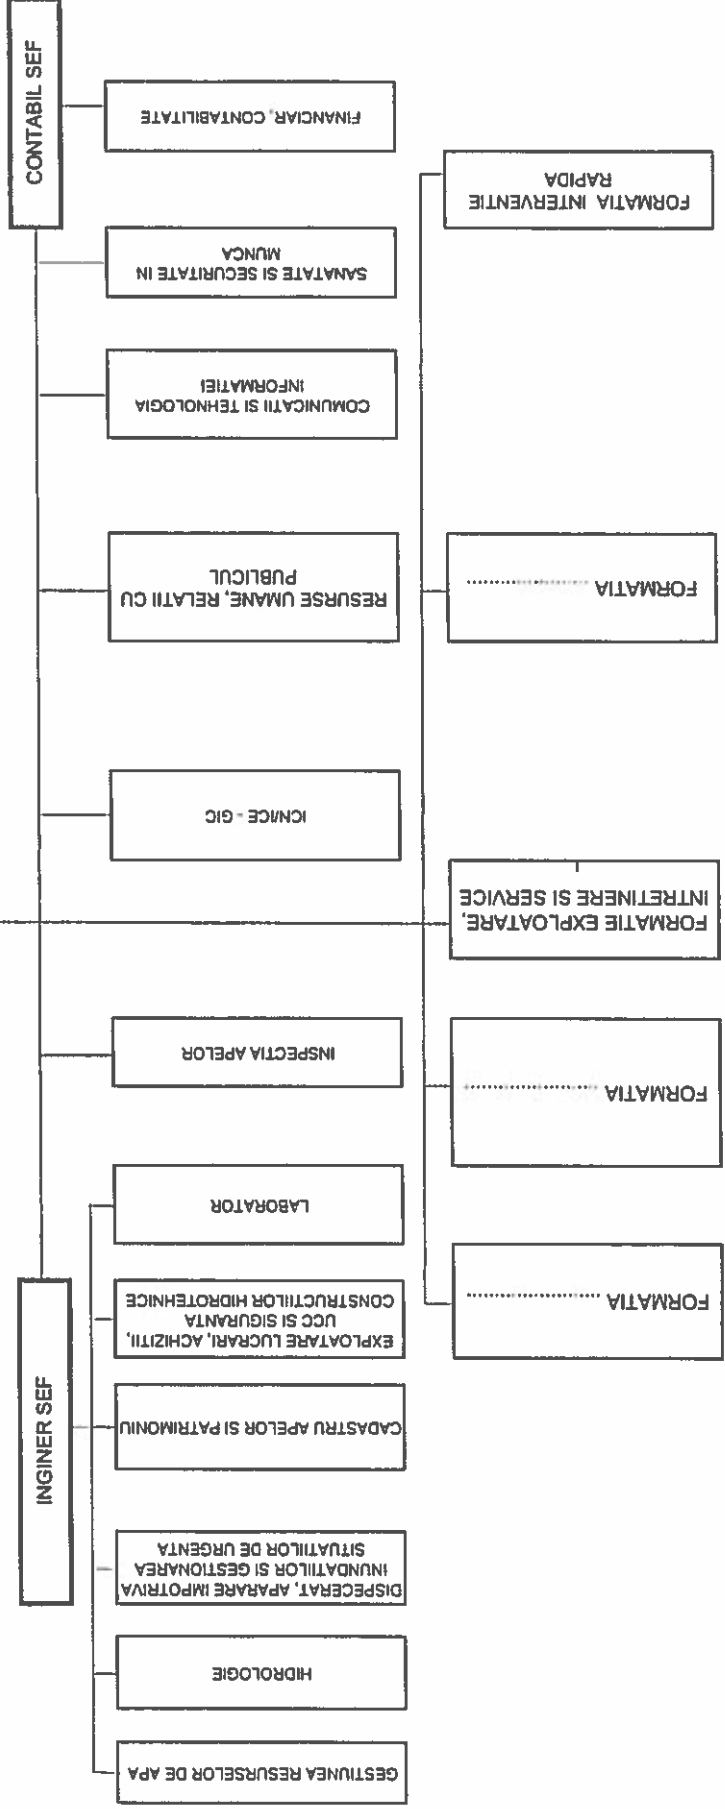 CONTABIL SEF
FINANCIAR, CONTABILITATE
SANATATE SI SECURITATE IN
MUNCA
COMUNICATII SI TEHNOLOGIA
INFORMATIEI
RESURSE UMANE, RELATII CU
PUBLICUL
ICN/ICE - GIC
INSPECTIA APELOR
INGINER SEF
LABORATOR
EXPLOATARE LUCRARI, ACHIZITII,
UCC SI SIGURANTA
CONSTRUCTIILOR HIDROTEHNICE
CADASTRU APELOR SI PATRIMONIU
DISPECERAT, APARARE IMPOTRIVA
INUNDATIILOR SI GESTIONAREA
SITUATIILOR DE URGENTA
HIDROLOGIE
GESTIUNEA RESURSELOR DE APA
FORMATIA INTERVENTIE
RAPIDA
FORMATIA ....................
FORMATIE EXPLOATARE,
INTRETINERE SI SERVICE
FORMATIA ......................
FORMATIA ......................